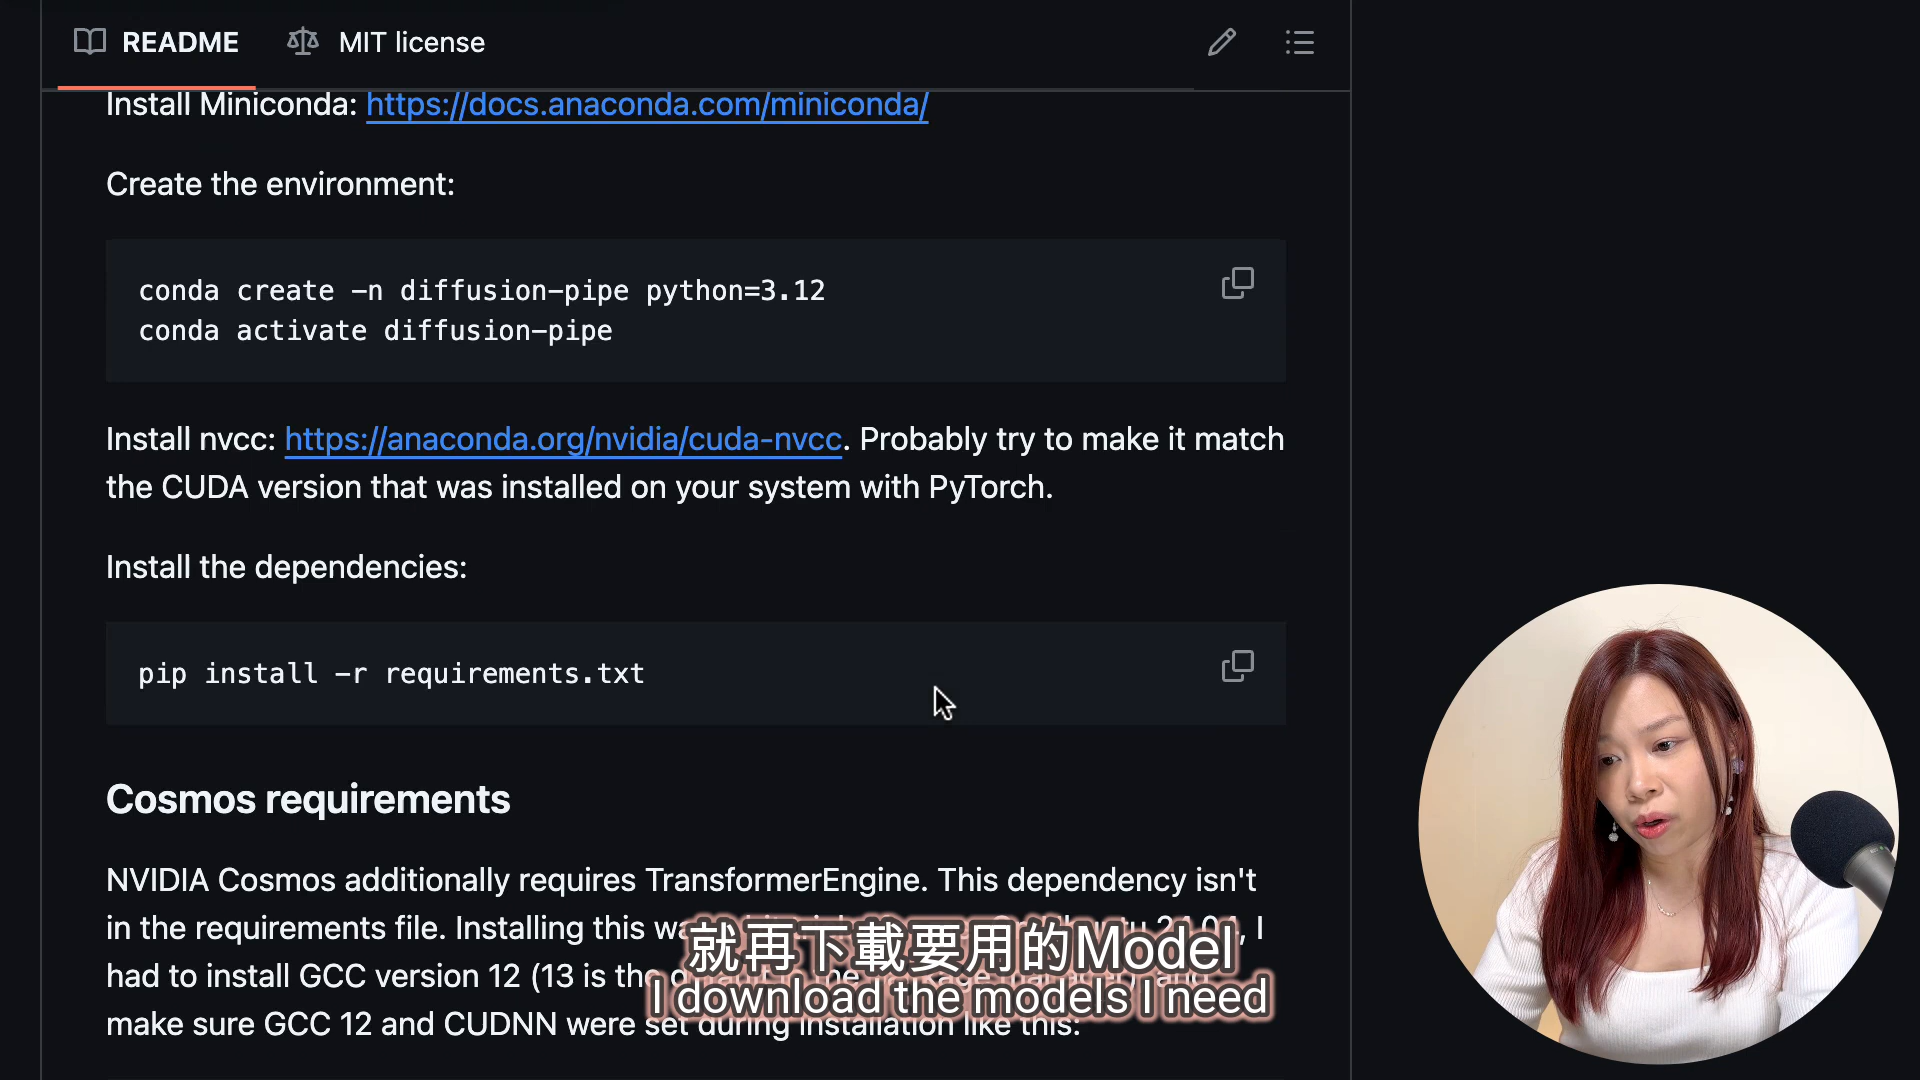 README
MIT license
Install Miniconda: https://docs.anaconda.com/miniconda/
Create the environment:
conda create -n diffusion-pipe python=3.12
conda activate diffusion-pipe
Install nvcc: https://anaconda.org/nvidia/cuda-nvcc. Probably try to make it match
the CUDA version that was installed on your system with PyTorch.
Install the dependencies:
pip install -r requirements.txt
Cosmos requirements
NVIDIA Cosmos additionally requires TransformerEngine. This dependency isn't
in the requirements file. Installing this 24.04, I
had to install GCC version 12 (13 is the and
make sure GCC 12 and CUDNN were set during installation like this:
就再下載要用的Model
I download the models I need